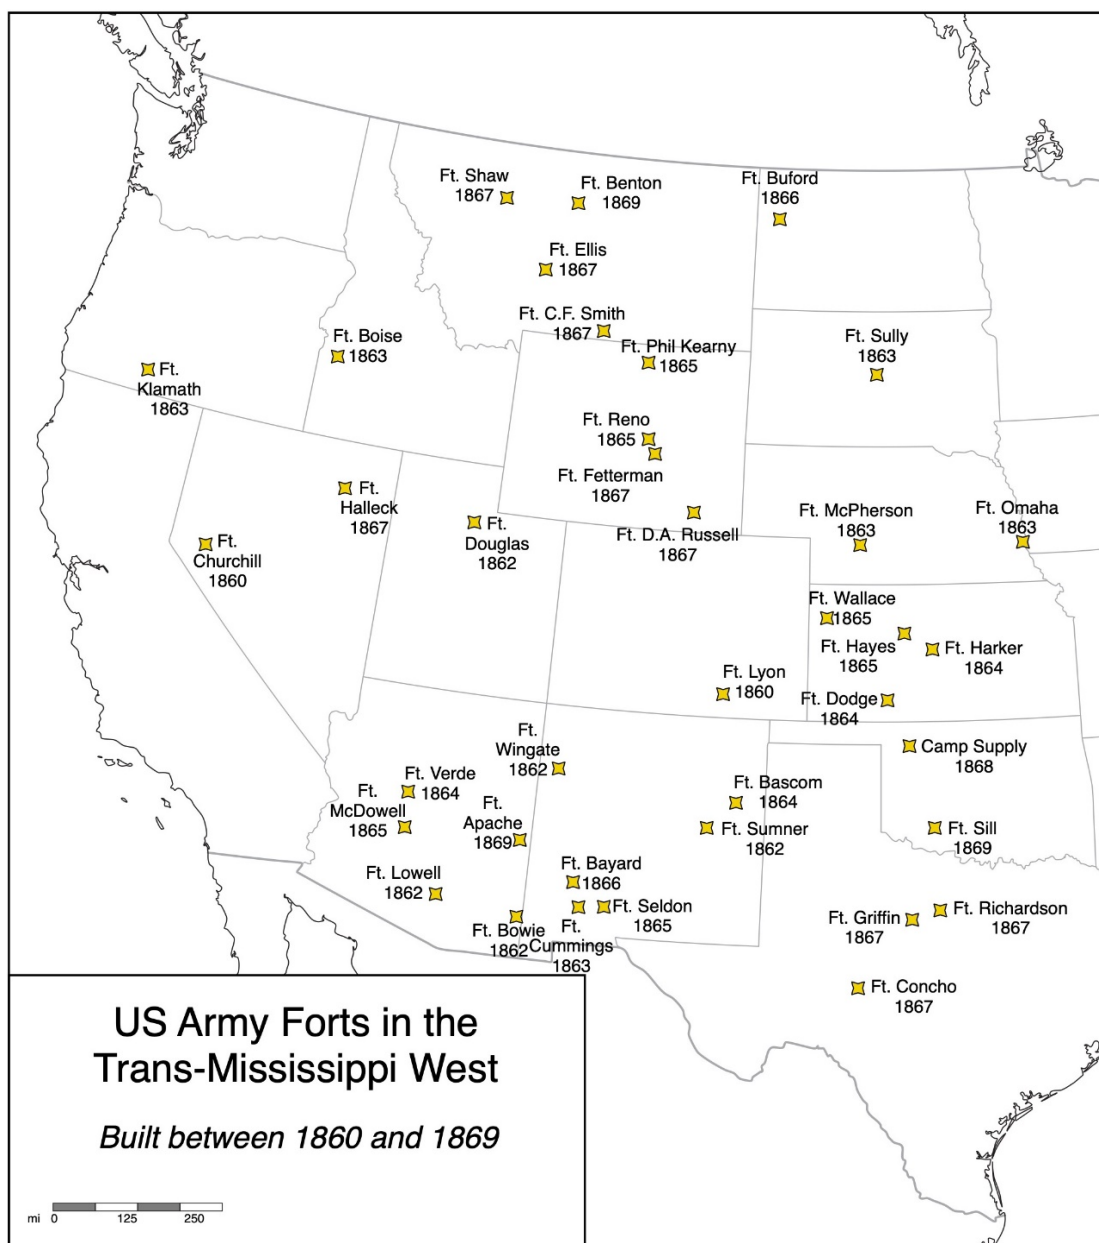 Ft. Shaw
1867
Ft. Benton
1869
Ft. Buford
1866
Ft. Ellis
1867
Ft. C.F. Smith
1867
Ft. Phil Kearny
1865
Ft. Boise
1863
Ft. Sully
1863
Ft.
Klamath
1863
Ft. Reno
1865
Ft. Fetterman
1867
Ft.
Halleck
1867
Ft.
Douglas
1862
Ft. D.A. Russell
1867
Ft. McPherson
1863
Ft. Omaha
1863
Ft.
Churchill
1860
Ft. Wallace
1865
Ft. Hayes
1865
Ft. Harker
1864
Ft. Lyon
1860
Ft. Dodge
1864
Ft.
Wingate
1862
Camp Supply
1868
Ft. Verde
1864
Ft.
McDowell
1865
Ft.
Apache
1869
Ft. Bascom
1864
Ft. Sumner
1862
Ft. Sill
1869
Ft. Lowell
1862
Ft. Bayard
1866
Ft. Seldon
1865
Ft. Bowie
1862
Ft.
Cummings
1863
Ft. Griffin
1867
Ft. Richardson
1867
Ft. Concho
1867
US Army Forts in the
Trans-Mississippi West
Built between 1860 and 1869
mi 0 125 250